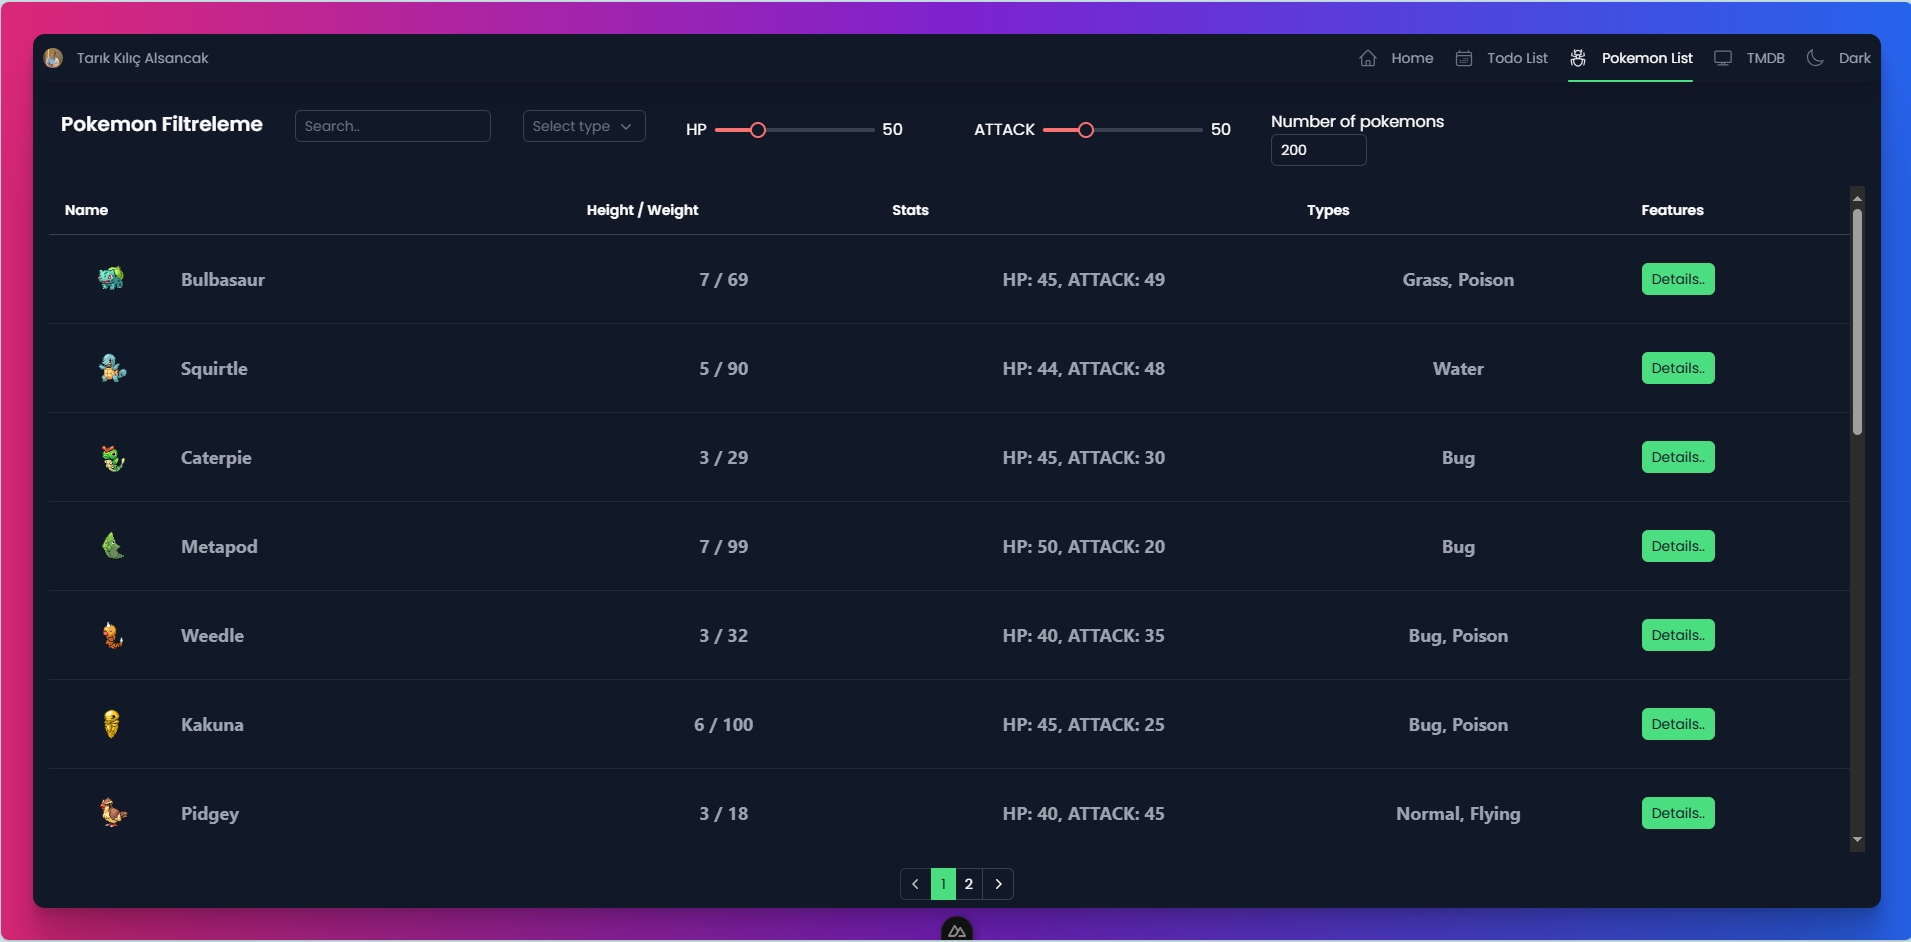 Tarık Kılıç Alsancak Home Todo List Pokemon List TMDB Dark
Pokemon Filtreleme Search.. Select type HP 50 ATTACK 50 Number of pokemons
200
Name Height / Weight Stats Types Features
Bulbasaur 7 / 69 HP: 45, ATTACK: 49 Grass, Poison Details..
Squirtle 5 / 90 HP: 44, ATTACK: 48 Water Details..
Caterpie 3 / 29 HP: 45, ATTACK: 30 Bug Details..
Metapod 7 / 99 HP: 50, ATTACK: 20 Bug Details..
Weedle 3 / 32 HP: 40, ATTACK: 35 Bug, Poison Details..
Kakuna 6 / 100 HP: 45, ATTACK: 25 Bug, Poison Details..
Pidgey 3 / 18 HP: 40, ATTACK: 45 Normal, Flying Details..
1 2